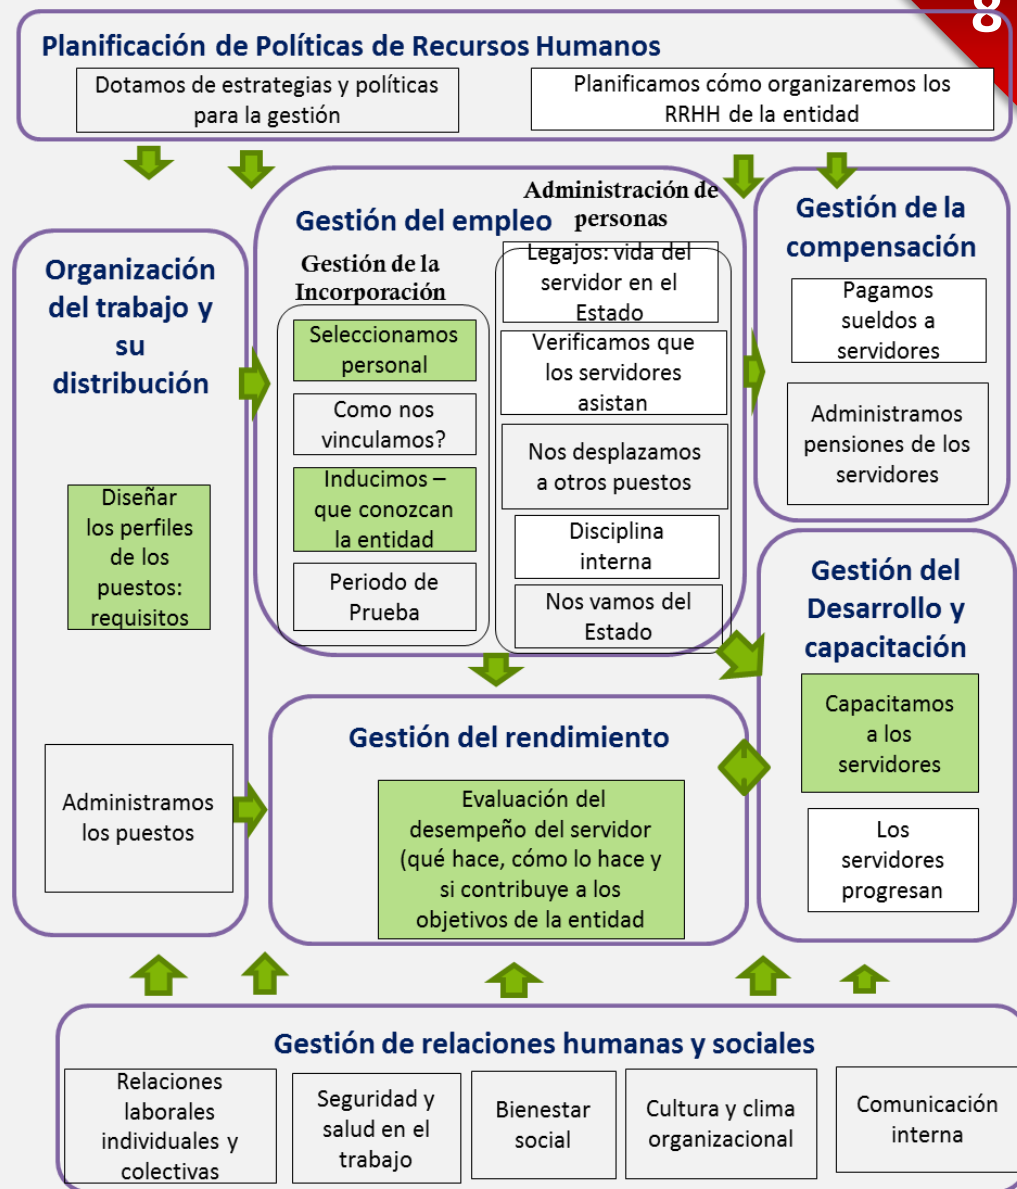 8
Planificación de Políticas de Recursos Humanos
Dotamos de estrategias y políticas
para la gestión
Planificamos cómo organizaremos los
RRHH de la entidad
Organización
del trabajo y
su
distribución
Diseñar
los perfiles
de los
puestos:
requisitos
Administramos
los puestos
Gestión del empleo
Gestión de la
Incorporación
Seleccionamos
personal
Como nos
vinculamos?
Inducimos –
que conozcan
la entidad
Periodo de
Prueba
Administración de
personas
Legajos: vida del
servidor en el
Estado
Verificamos que
los servidores
asistan
Nos desplazamos
a otros puestos
Disciplina
interna
Nos vamos del
Estado
Gestión de la
compensación
Pagamos
sueldos a
servidores
Administramos
pensiones de los
servidores
Gestión del
Desarrollo y
capacitación
Capacitamos
a los
servidores
Los
servidores
progresan
Gestión del rendimiento
Evaluación del
desempeño del servidor
(qué hace, cómo lo hace y
si contribuye a los
objetivos de la entidad
Gestión de relaciones humanas y sociales
Relaciones
laborales
individuales y
colectivas
Seguridad y
salud en el
trabajo
Bienestar
social
Cultura y clima
organizacional
Comunicación
interna